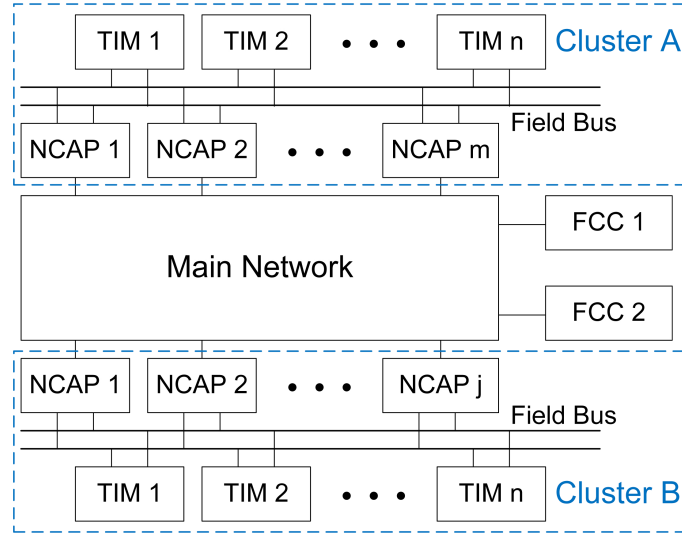 TIM 1 TIM 2 • • • TIM n Cluster A
Field Bus
NCAP 1 NCAP 2 • • • NCAP m
FCC 1
Main Network
FCC 2
NCAP 1 NCAP 2 • • • NCAP j
Field Bus
TIM 1 TIM 2 • • • TIM n Cluster B